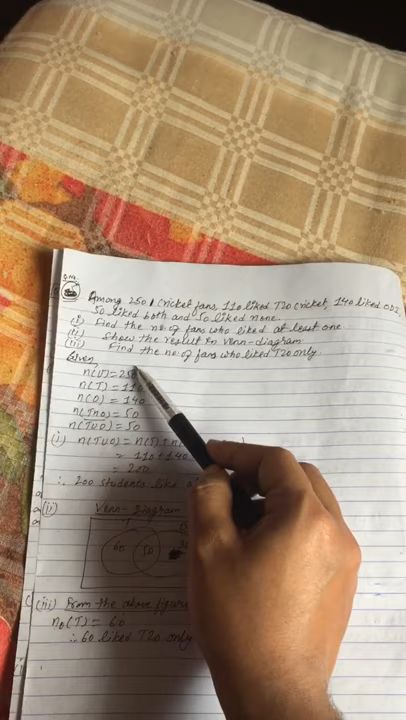 Q.No.
Among 250 Cricket fans, 110 liked T20 cricket, 140 liked ODI,
50 liked both and 50 liked none.
(i) Find the no. of fans who liked at least one.
(ii) Show the result in Venn-diagram
(iii) Find the no. of fans who liked T20 only.
Given,
n(U) = 250
n(T) = 110
n(O) = 140
n(T∩O) = 50
n(T∪O) = 50
(i) n(T∪O) = n(T) +
= 110 + 140
= 200
∴ 200 students like
(ii) Venn-Diagram
T
60 50
(iii) From the above figure
no(T) = 60
∴ 60 liked T20 only